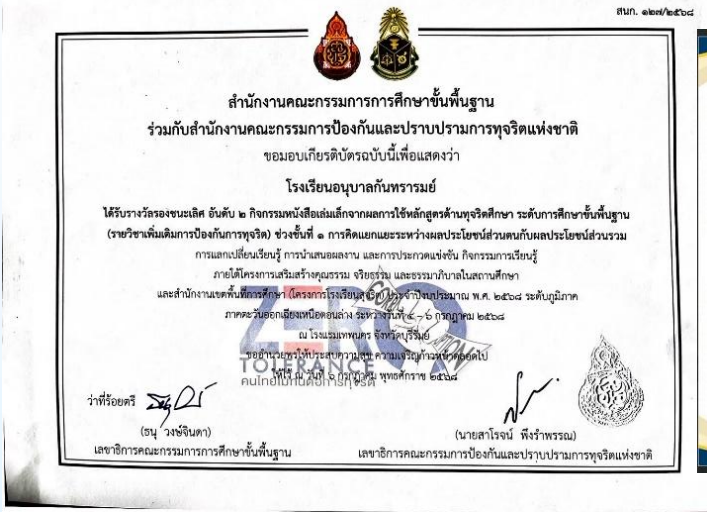 สนก. ๑๒๗/๒๕๖๘
สำนักงานคณะกรรมการการศึกษาขั้นพื้นฐาน
ร่วมกับสำนักงานคณะกรรมการป้องกันและปราบปรามการทุจริตแห่งชาติ
ขอมอบเกียรติบัตรฉบับนี้เพื่อแสดงว่า
โรงเรียนอนุบาลกันทรารมย์
ได้รับรางวัลรองชนะเลิศ อันดับ ๒ กิจกรรมหนังสือเล่มเล็กจากผลการใช้หลักสูตรต้านทุจริตศึกษา ระดับการศึกษาขั้นพื้นฐาน
(รายวิชาเพิ่มเติมการป้องกันการทุจริต) ช่วงชั้นที่ ๑ การคิดแยกแยะระหว่างผลประโยชน์ส่วนตนกับผลประโยชน์ส่วนรวม
การแลกเปลี่ยนเรียนรู้ การนำเสนอผลงาน และการประกวดแข่งขัน กิจกรรมการเรียนรู้
ภายใต้โครงการเสริมสร้างคุณธรรม จริยธรรม และธรรมาภิบาลในสถานศึกษา
และสำนักงานเขตพื้นที่การศึกษา (โครงการโรงเรียนสุจริต) ประจำปีงบประมาณ พ.ศ. ๒๕๖๘ ระดับภูมิภาค
ภาคตะวันออกเฉียงเหนือตอนล่าง ระหว่างวันที่ ๔ – ๖ กรกฎาคม ๒๕๖๘
ณ โรงแรมเทพนคร จังหวัดบุรีรัมย์
ขออำนวยพรให้ประสบความสุข ความเจริญก้าวหน้าตลอดไป
ให้ไว้ ณ วันที่ ๖ กรกฎาคม พุทธศักราช ๒๕๖๘
ZERO
TOLERANCE
คนไทยไม่ทนต่อการทุจริต
ว่าที่ร้อยตรี
(ธนุ วงษ์จินดา)
เลขาธิการคณะกรรมการการศึกษาขั้นพื้นฐาน
(นายสาโรจน์ พึงรำพรรณ)
เลขาธิการคณะกรรมการป้องกันและปราบปรามการทุจริตแห่งชาติ